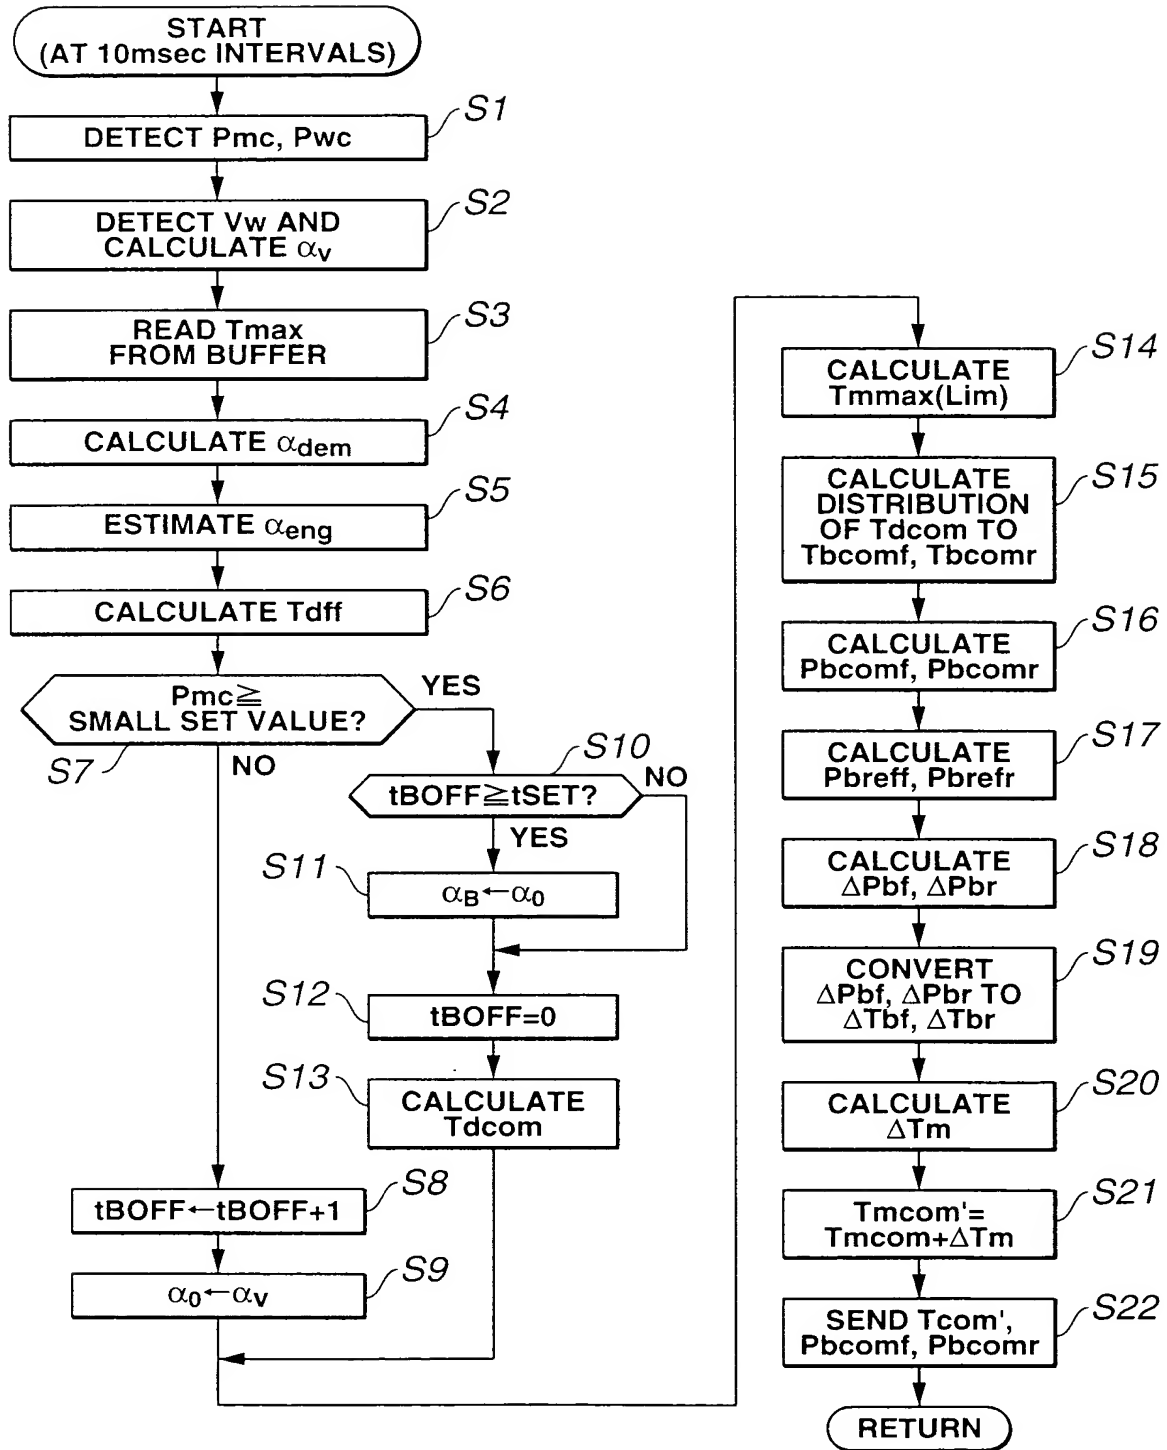 START
(AT 10msec INTERVALS)
S1
DETECT Pmc, Pwc
S2
DETECT Vw AND
CALCULATE αv
S3
READ Tmax
FROM BUFFER
S4
CALCULATE αdem
S5
ESTIMATE αeng
S6
CALCULATE Tdff
Pmc≧
SMALL SET VALUE?
YES
S7
NO
S10
tBOFF≧tSET?
NO
YES
S11
αB←α0
S12
tBOFF=0
S13
CALCULATE
Tdcom
S8
tBOFF←tBOFF+1
S9
α0←αv
S14
CALCULATE
Tmmax(Lim)
S15
CALCULATE
DISTRIBUTION
OF Tdcom TO
Tbcomf, Tbcomr
S16
CALCULATE
Pbcomf, Pbcomr
S17
CALCULATE
Pbreff, Pbrefr
S18
CALCULATE
ΔPbf, ΔPbr
S19
CONVERT
ΔPbf, ΔPbr TO
ΔTbf, ΔTbr
S20
CALCULATE
ΔTm
S21
Tmcom'=
Tmcom+ΔTm
S22
SEND Tcom',
Pbcomf, Pbcomr
RETURN